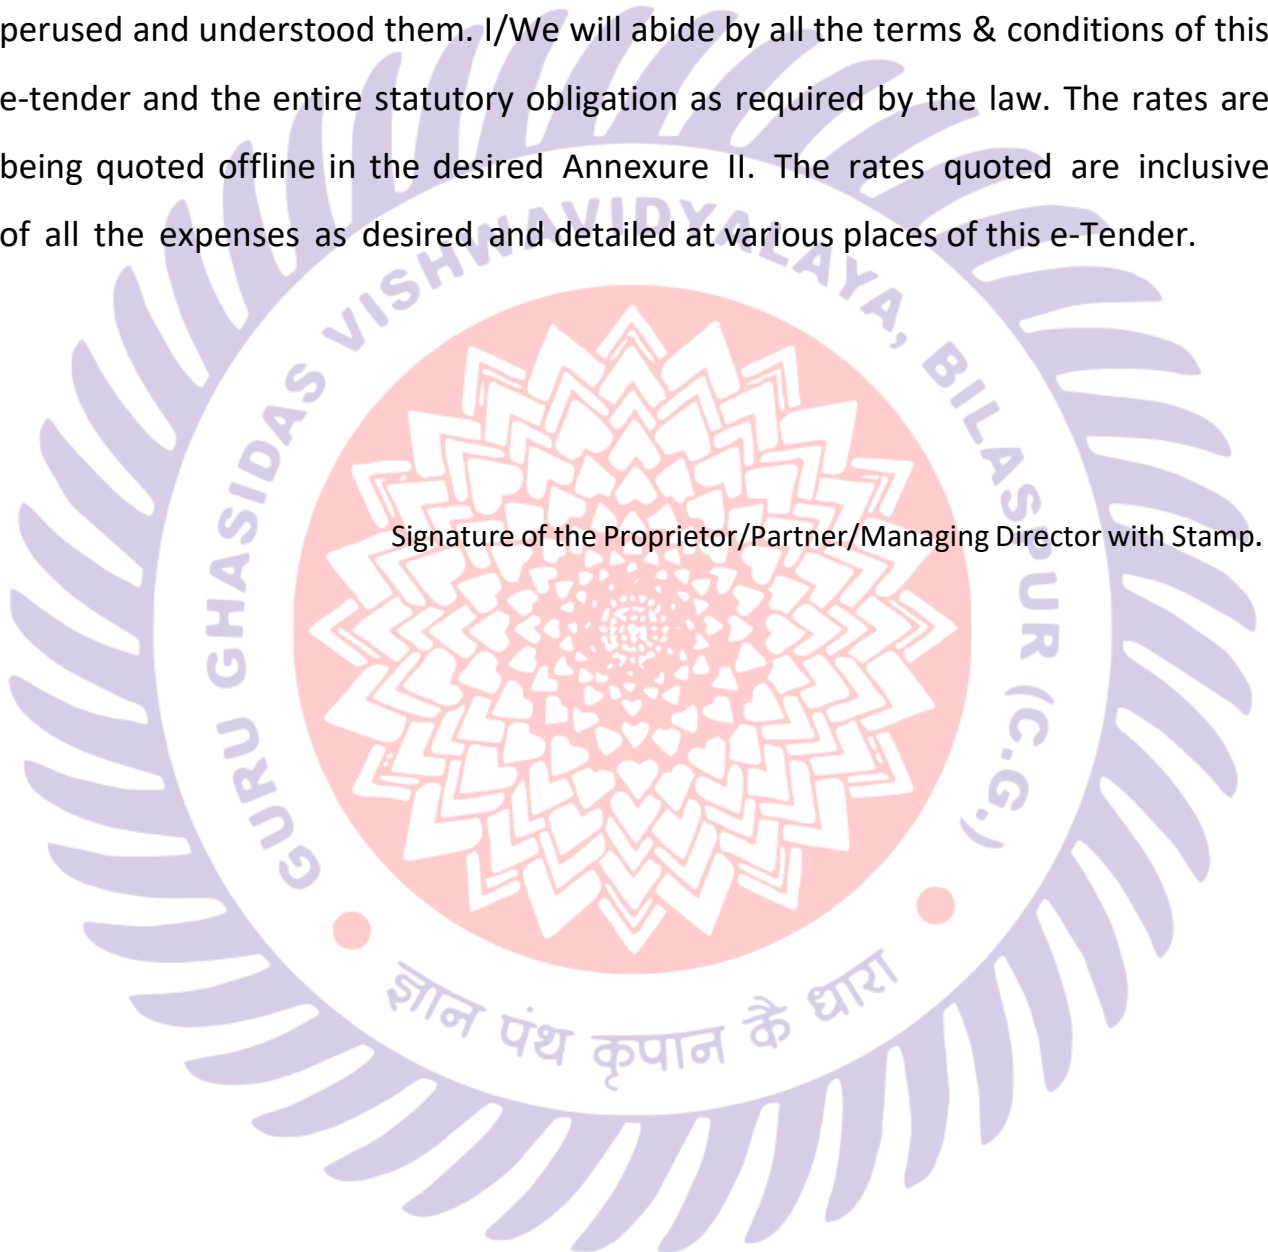 perused and understood them. I/We will abide by all the terms & conditions of this
e-tender and the entire statutory obligation as required by the law. The rates are
being quoted offline in the desired Annexure II. The rates quoted are inclusive
of all the expenses as desired and detailed at various places of this e-Tender.
GURU GHASIDAS VISHWAVIDYALAYA, BILASPUR (C.G.)
Signature of the Proprietor/Partner/Managing Director with Stamp.
ज्ञान पंथ कृपान कै धारा